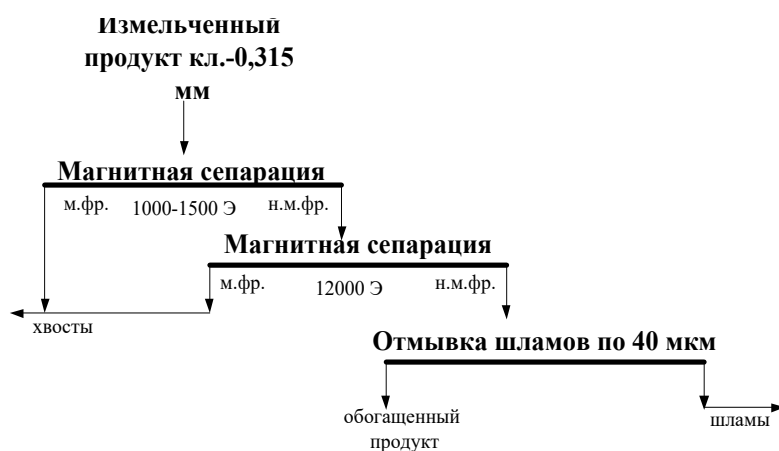 Измельченный
продукт кл.-0,315
мм
Магнитная сепарация
м.фр. 1000-1500 Э н.м.фр.
Магнитная сепарация
м.фр. 12000 Э н.м.фр.
хвосты
Отмывка шламов по 40 мкм
обогащенный
продукт
шламы